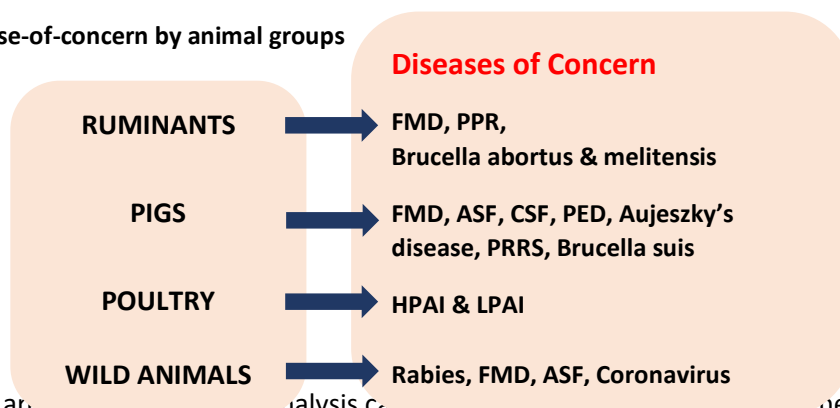 se-of-concern by animal groups
Diseases of Concern
RUMINANTS
FMD, PPR,
Brucella abortus & melitensis
PIGS
FMD, ASF, CSF, PED, Aujeszky’s
disease, PRRS, Brucella suis
POULTRY
HPAI & LPAI
WILD ANIMALS
Rabies, FMD, ASF, Coronavirus